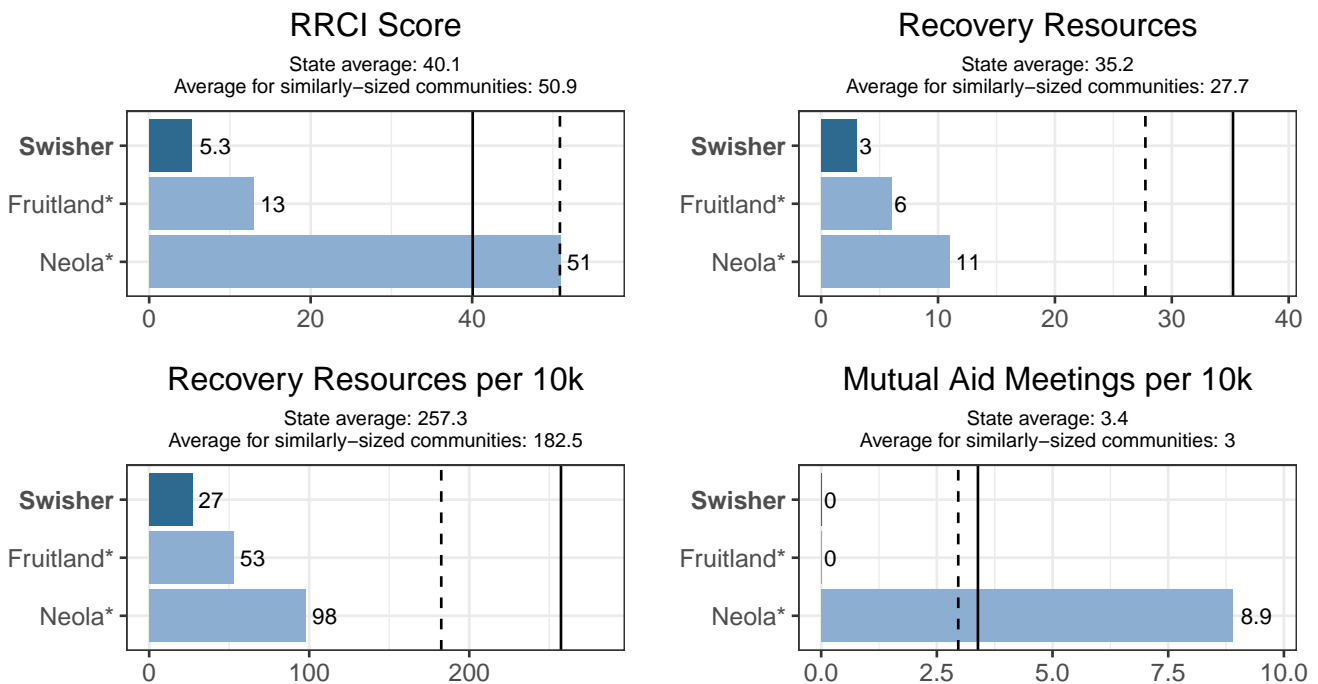 RRCI Score
State average: 40.1
Average for similarly−sized communities: 50.9
Swisher 5.3
Fruitland* 13
Neola* 51
0 20 40
Recovery Resources
State average: 35.2
Average for similarly−sized communities: 27.7
Swisher 3
Fruitland* 6
Neola* 11
0 10 20 30 40
Recovery Resources per 10k
State average: 257.3
Average for similarly−sized communities: 182.5
Swisher 27
Fruitland* 53
Neola* 98
0 100 200
Mutual Aid Meetings per 10k
State average: 3.4
Average for similarly−sized communities: 3
Swisher 0
Fruitland* 0
Neola* 8.9
0.0 2.5 5.0 7.5 10.0